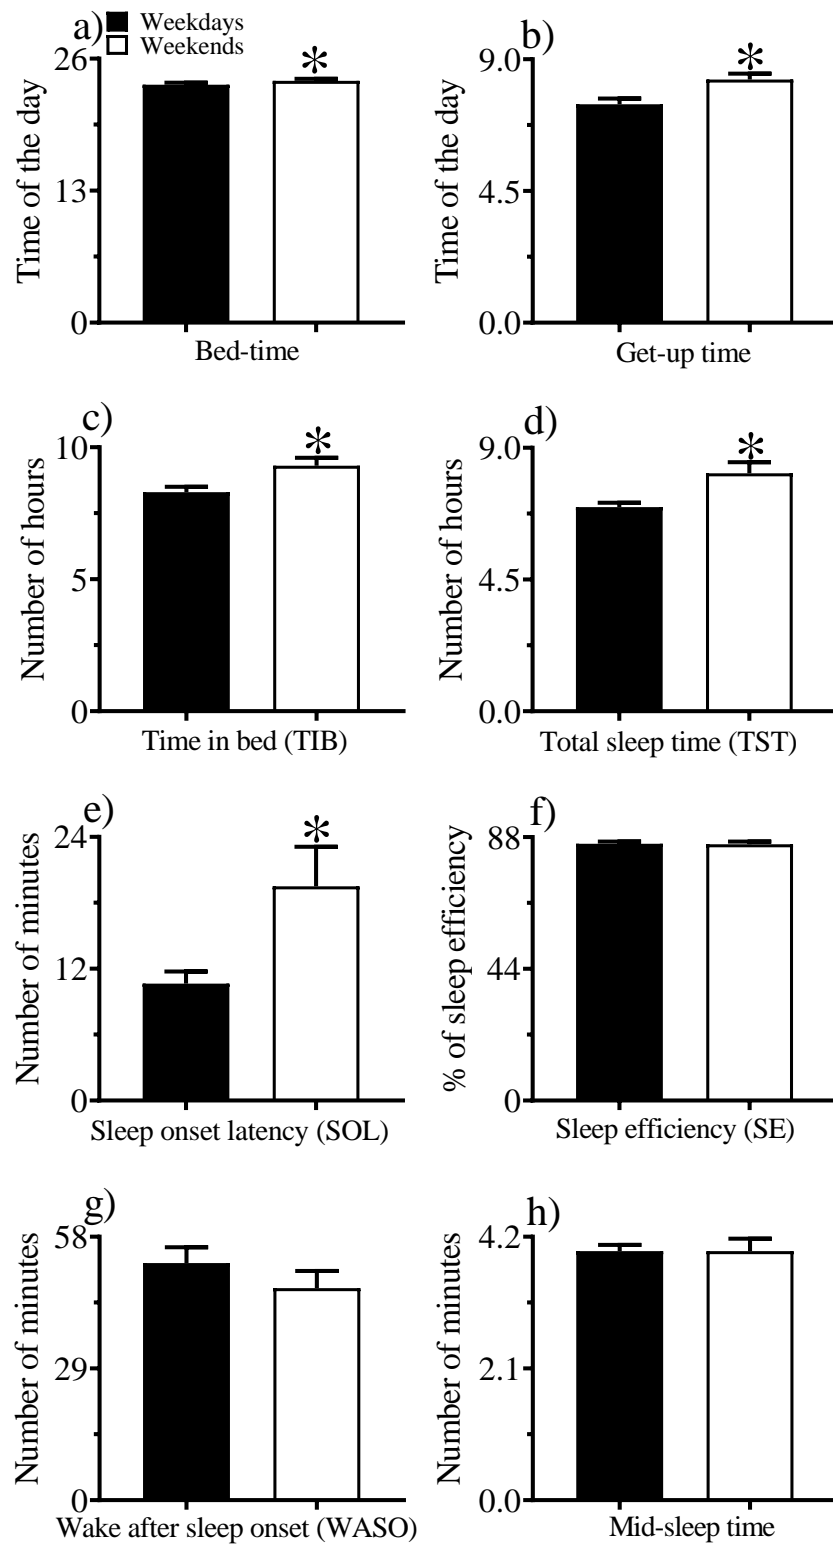 a)
Weekdays
Weekends
*
26
13
0
Time of the day
Bed-time
b)
*
9.0
4.5
0.0
Time of the day
Get-up time
c)
*
10
5
0
Number of hours
Time in bed (TIB)
d)
*
9.0
4.5
0.0
Number of hours
Total sleep time (TST)
e)
*
24
12
0
Number of minutes
Sleep onset latency (SOL)
f)
88
44
0
% of sleep efficiency
Sleep efficiency (SE)
g)
58
29
0
Number of minutes
Wake after sleep onset (WASO)
h)
4.2
2.1
0.0
Number of minutes
Mid-sleep time